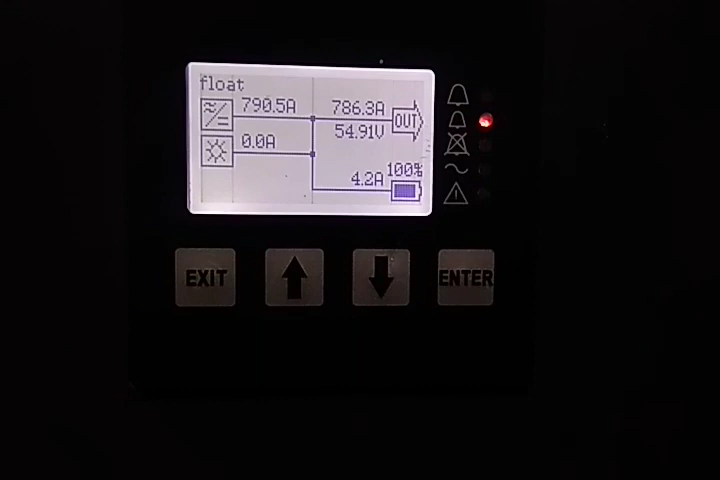 float
790.5A 786.3A
OUT
54.91V
0.0A
100%
4.2A
EXIT ENTER